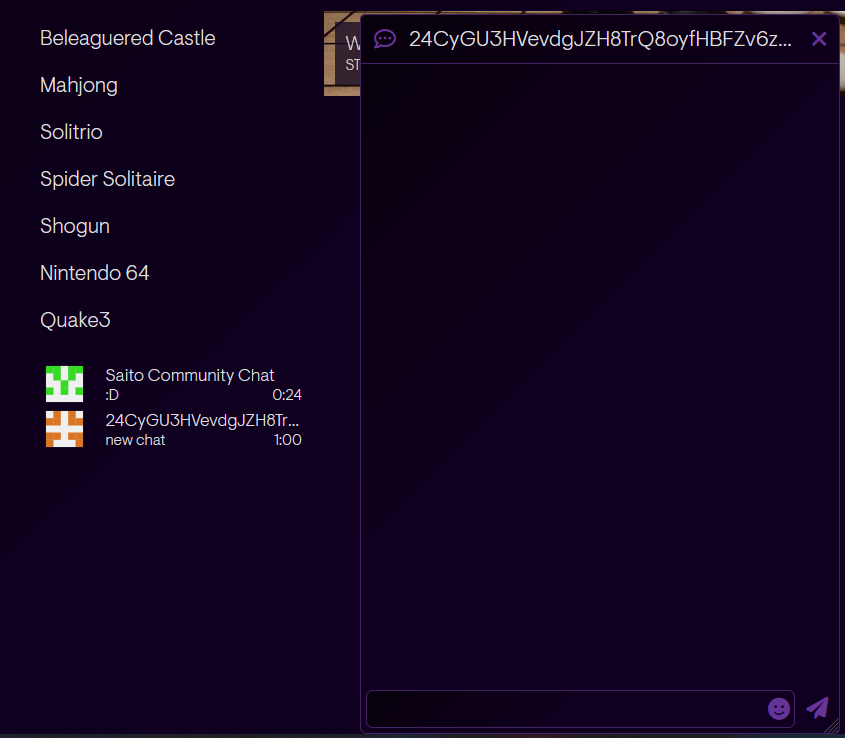 Beleaguered Castle
Mahjong
Solitrio
Spider Solitaire
Shogun
Nintendo 64
Quake3
Saito Community Chat
:D 0:24
24CyGU3HVevdgJZH8Tr...
new chat 1:00
W
ST
24CyGU3HVevdgJZH8TrQ8oyfHBFZv6z...